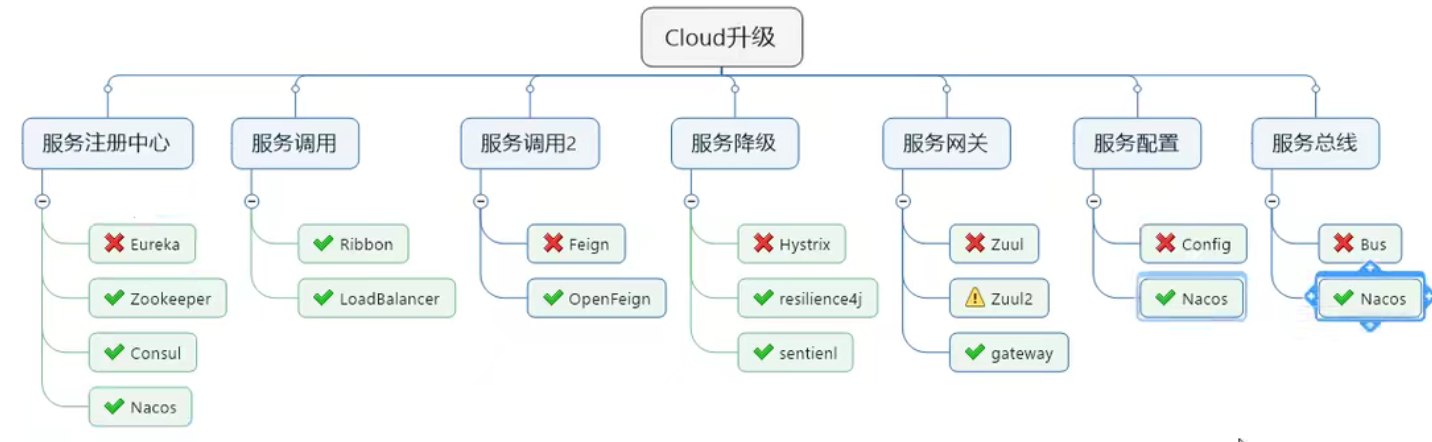 Cloud升级
服务注册中心
Eureka
Zookeeper
Consul
Nacos
服务调用
Ribbon
LoadBalancer
服务调用2
Feign
OpenFeign
服务降级
Hystrix
resilience4j
sentienl
服务网关
Zuul
Zuul2
gateway
服务配置
Config
Nacos
服务总线
Bus
Nacos